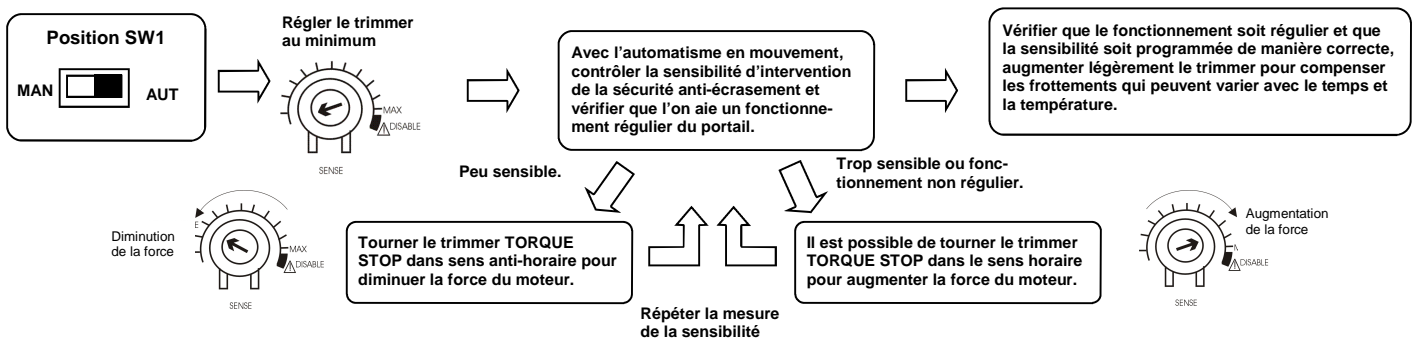 Position SW1
MAN
AUT
Régler le trimmer
au minimum
MAX
DISABLE
SENSE
Avec l'automatisme en mouvement,
contrôler la sensibilité d'intervention
de la sécurité anti-écrasement et
vérifier que l'on aie un fonctionne-
ment régulier du portail.
Vérifier que le fonctionnement soit régulier et que
la sensibilité soit programmée de manière correcte,
augmenter légèrement le trimmer pour compenser
les frottements qui peuvent varier avec le temps et
la température.
Peu sensible.
Trop sensible ou fonc-
tionnement non régulier.
Diminution
de la force
E
MAX
DISABLE
SENSE
Tourner le trimmer TORQUE
STOP dans sens anti-horaire pour
diminuer la force du moteur.
Répéter la mesure
de la sensibilité
Il est possible de tourner le trimmer
TORQUE STOP dans le sens horaire
pour augmenter la force du moteur.
Augmentation
de la force
DISABLE
SENSE